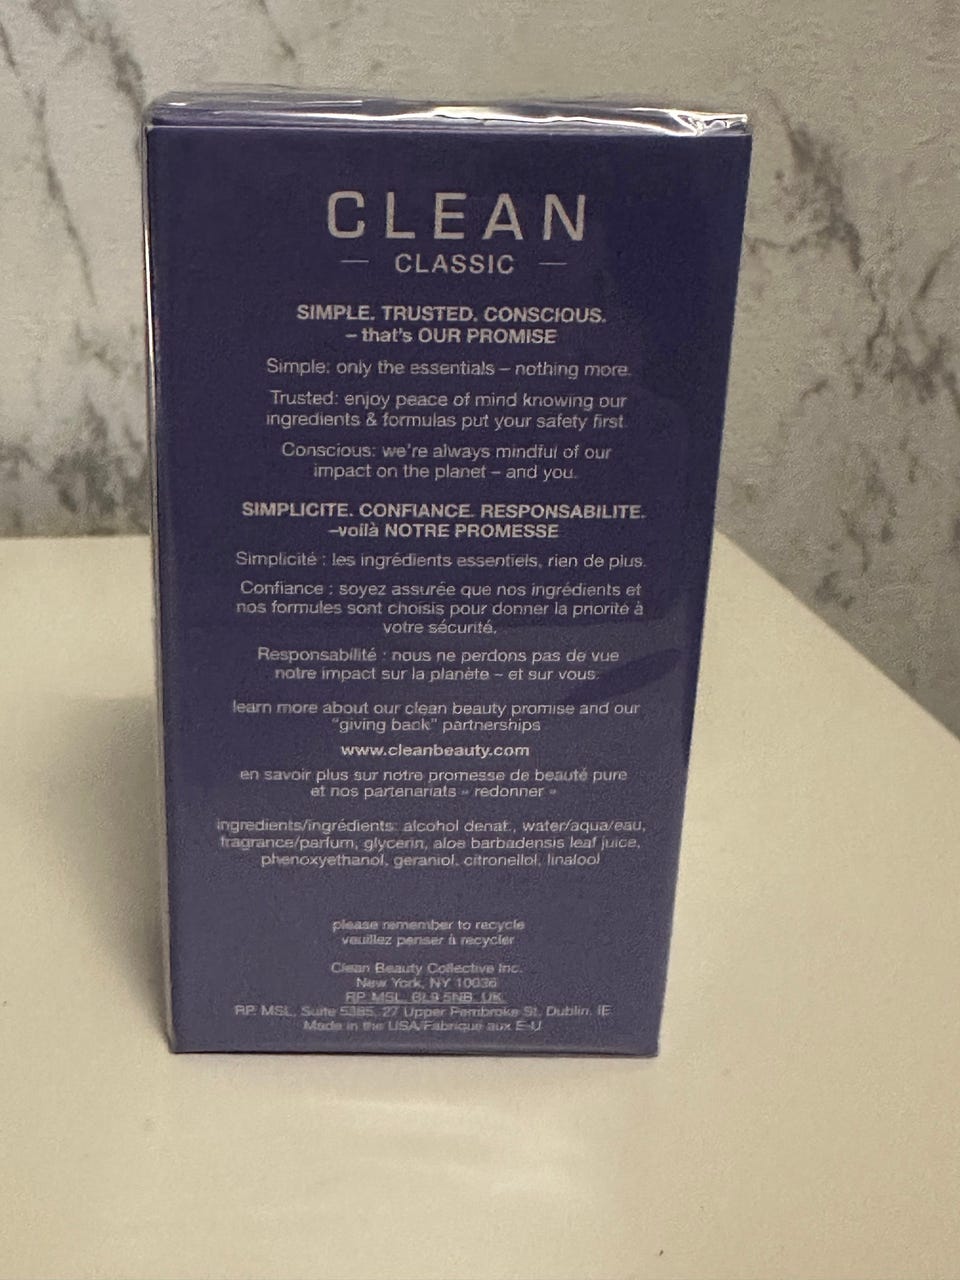 CLEAN
— CLASSIC —
SIMPLE. TRUSTED. CONSCIOUS.
– that's OUR PROMISE
Simple: only the essentials – nothing more.
Trusted: enjoy peace of mind knowing our
ingredients & formulas put your safety first.
Conscious: we're always mindful of our
impact on the planet – and you.
SIMPLICITE. CONFIANCE. RESPONSABILITE.
–voilà NOTRE PROMESSE
Simplicité : les ingrédients essentiels, rien de plus.
Confiance : soyez assurée que nos ingrédients et
nos formules sont choisis pour donner la priorité à
votre sécurité.
Responsabilité : nous ne perdons pas de vue
notre impact sur la planète – et sur vous.
learn more about our clean beauty promise and our
"giving back" partnerships
www.cleanbeauty.com
en savoir plus sur notre promesse de beauté pure
et nos partenariats « redonner »
ingredients/ingrédients: alcohol denat., water/aqua/eau,
fragrance/parfum, glycerin, aloe barbadensis leaf juice,
phenoxyethanol, geraniol, citronellol, linalool
please remember to recycle
veuillez penser à recycler
Clean Beauty Collective Inc.
New York, NY 10036
RP. MSL, GL9 5NB, UK
RP. MSL, Suite 5385, 27 Upper Pembroke St, Dublin, IE
Made in the USA/Fabrique aux E-U